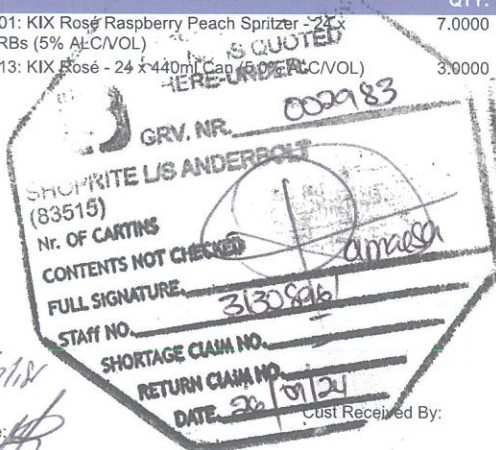 QTY.
01: KIX Rosé Raspberry Peach Spritzer - 24 x 7.0000
RBs (5% ALC/VOL)
13: KIX Rosé - 24 x 440ml Can (5.0% ALC/VOL) 3.0000
IS QUOTED
HERE-UNDER
GRV. NR. 002983
SHOPRITE L/S ANDERBOLT
(83515)
Nr. OF CARTINS
CONTENTS NOT CHECKED
FULL SIGNATURE.
STAFF NO. 3130896
SHORTAGE CLAIM NO.
RETURN CLAIM NO.
DATE 26/09/24
Cust Received By: